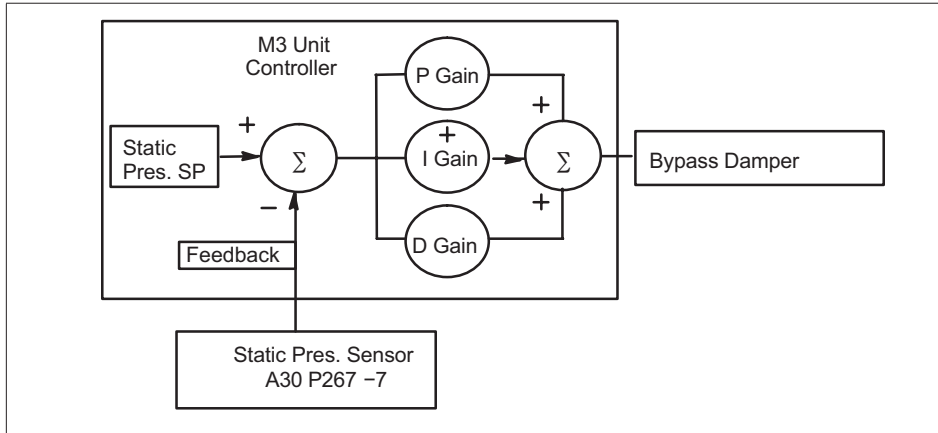 M3 Unit
Controller
P Gain
+
+
Static
Pres. SP
Σ
+
I Gain
Σ
Bypass Damper
−
+
Feedback
D Gain
Static Pres. Sensor
A30 P267 −7